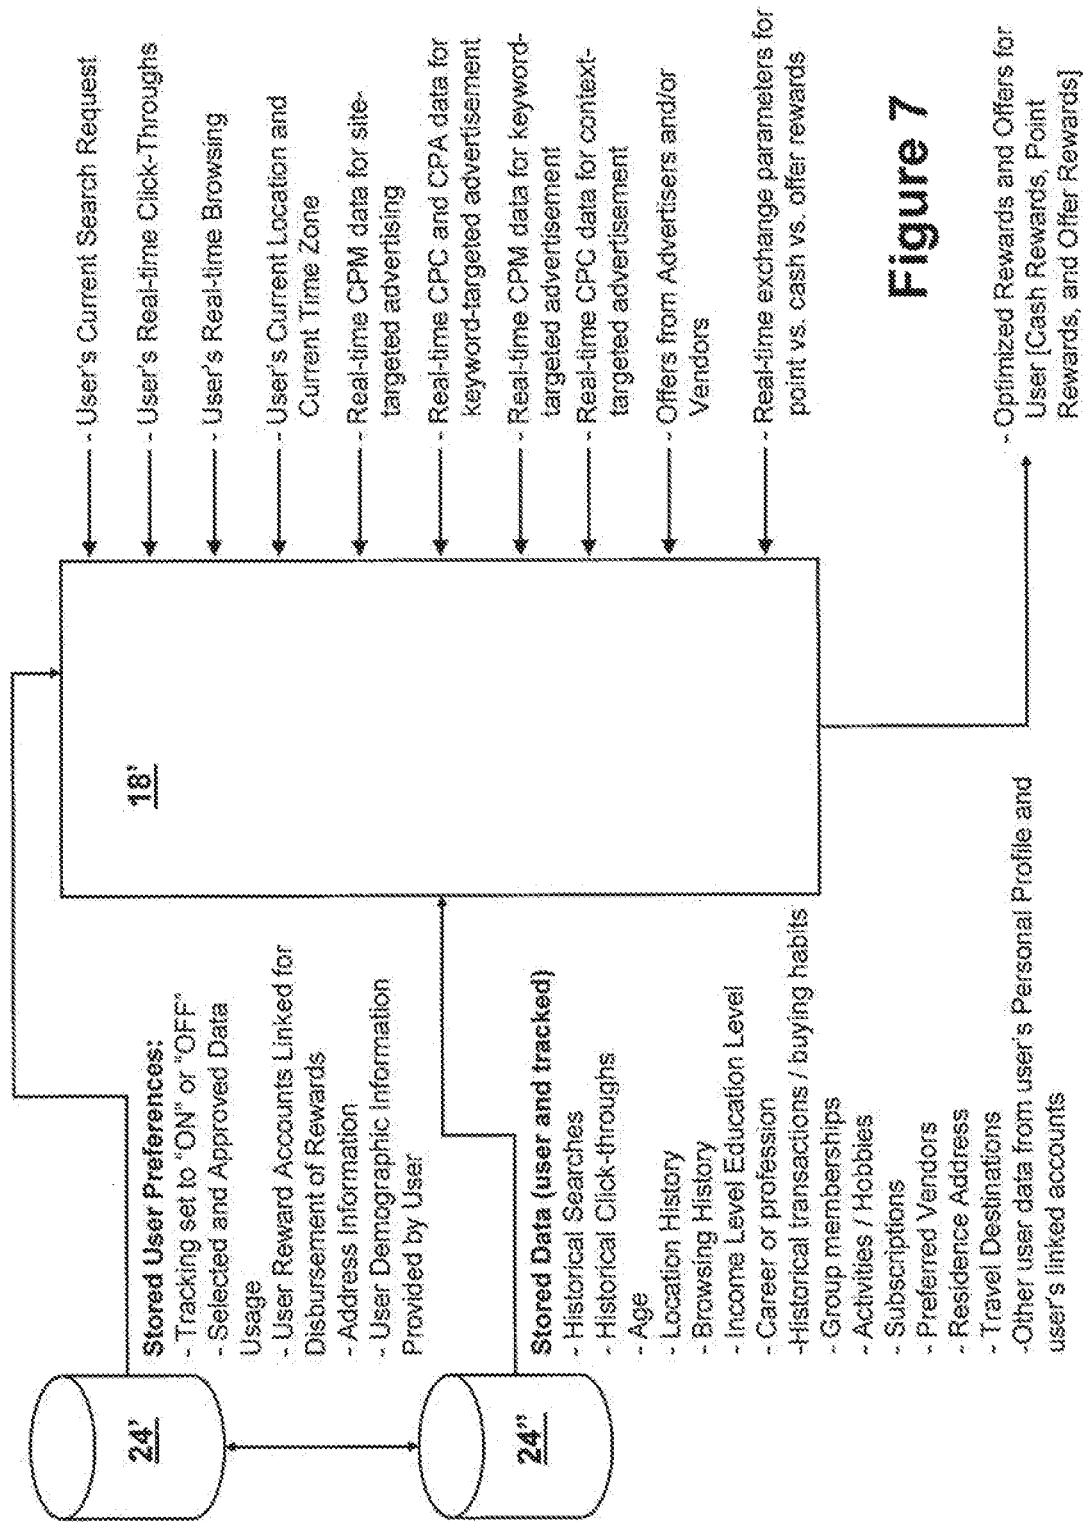 24'
Stored User Preferences:
- Tracking set to "ON" or "OFF"
- Selected and Approved Data
Usage
- User Reward Accounts Linked for
Disbursement of Rewards
- Address Information
- User Demographic Information
Provided by User
24"
Stored Data (user and tracked)
- Historical Searches
- Historical Click-throughs
- Age
- Location History
- Browsing History
- Income Level Education Level
- Career or profession
-Historical transactions / buying habits
- Group memberships
- Activities / Hobbies
- Subscriptions
- Preferred Vendors
- Residence Address
- Travel Destinations
-Other user data from user's Personal Profile and
user's linked accounts
18'
- User's Current Search Request
- User's Real-time Click-Throughs
- User's Real-time Browsing
- User's Current Location and
Current Time Zone
- Real-time CPM data for site-
targeted advertising
- Real-time CPC and CPA data for
keyword-targeted advertisement
- Real-time CPM data for keyword-
targeted advertisement
- Real-time CPC data for context-
targeted advertisement
- Offers from Advertisers and/or
Vendors
- Real-time exchange parameters for
point vs. cash vs. offer rewards
Figure 7
- Optimized Rewards and Offers for
User [Cash Rewards, Point
Rewards, and Offer Rewards]